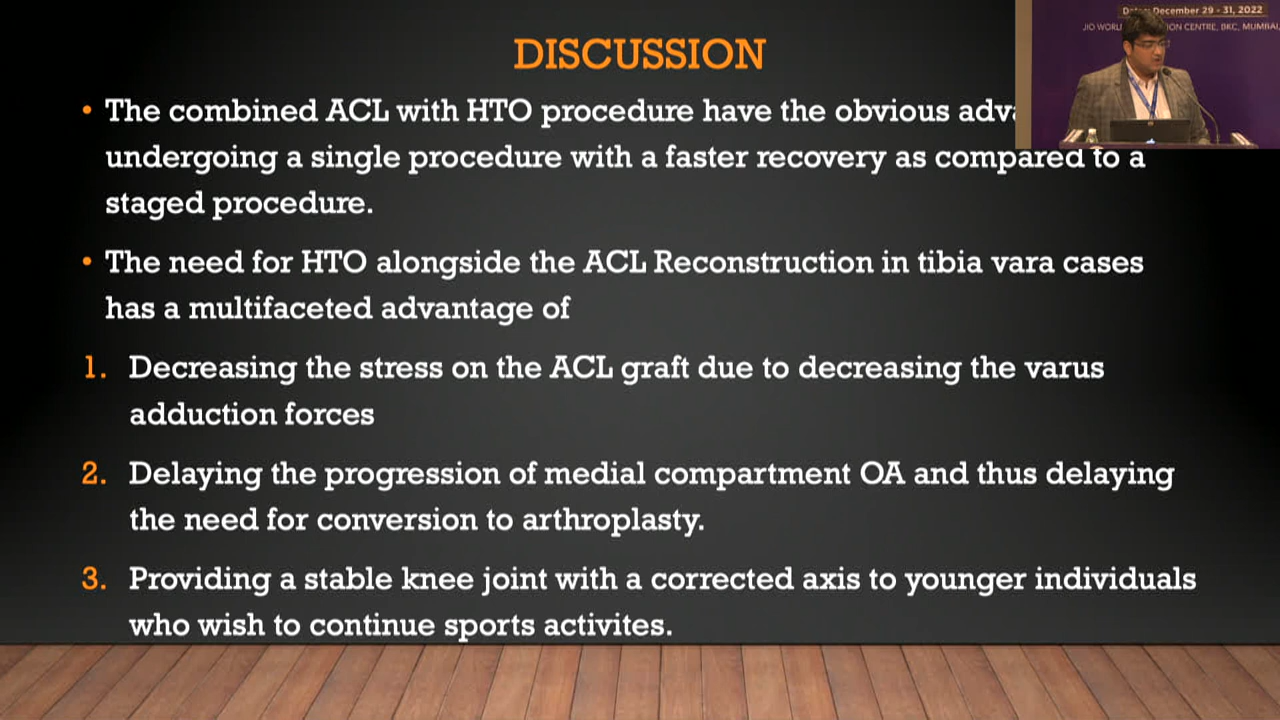 DISCUSSION
Date: December 29 - 31, 2022
CENTRE, BKC, MUMBAI
• The combined ACL with HTO procedure have the obvious
undergoing a single procedure with a faster recovery as compared to a
staged procedure.
• The need for HTO alongside the ACL Reconstruction in tibia vara cases
has a multifaceted advantage of
1. Decreasing the stress on the ACL graft due to decreasing the varus
adduction forces
2. Delaying the progression of medial compartment OA and thus delaying
the need for conversion to arthroplasty.
3. Providing a stable knee joint with a corrected axis to younger individuals
who wish to continue sports activites.